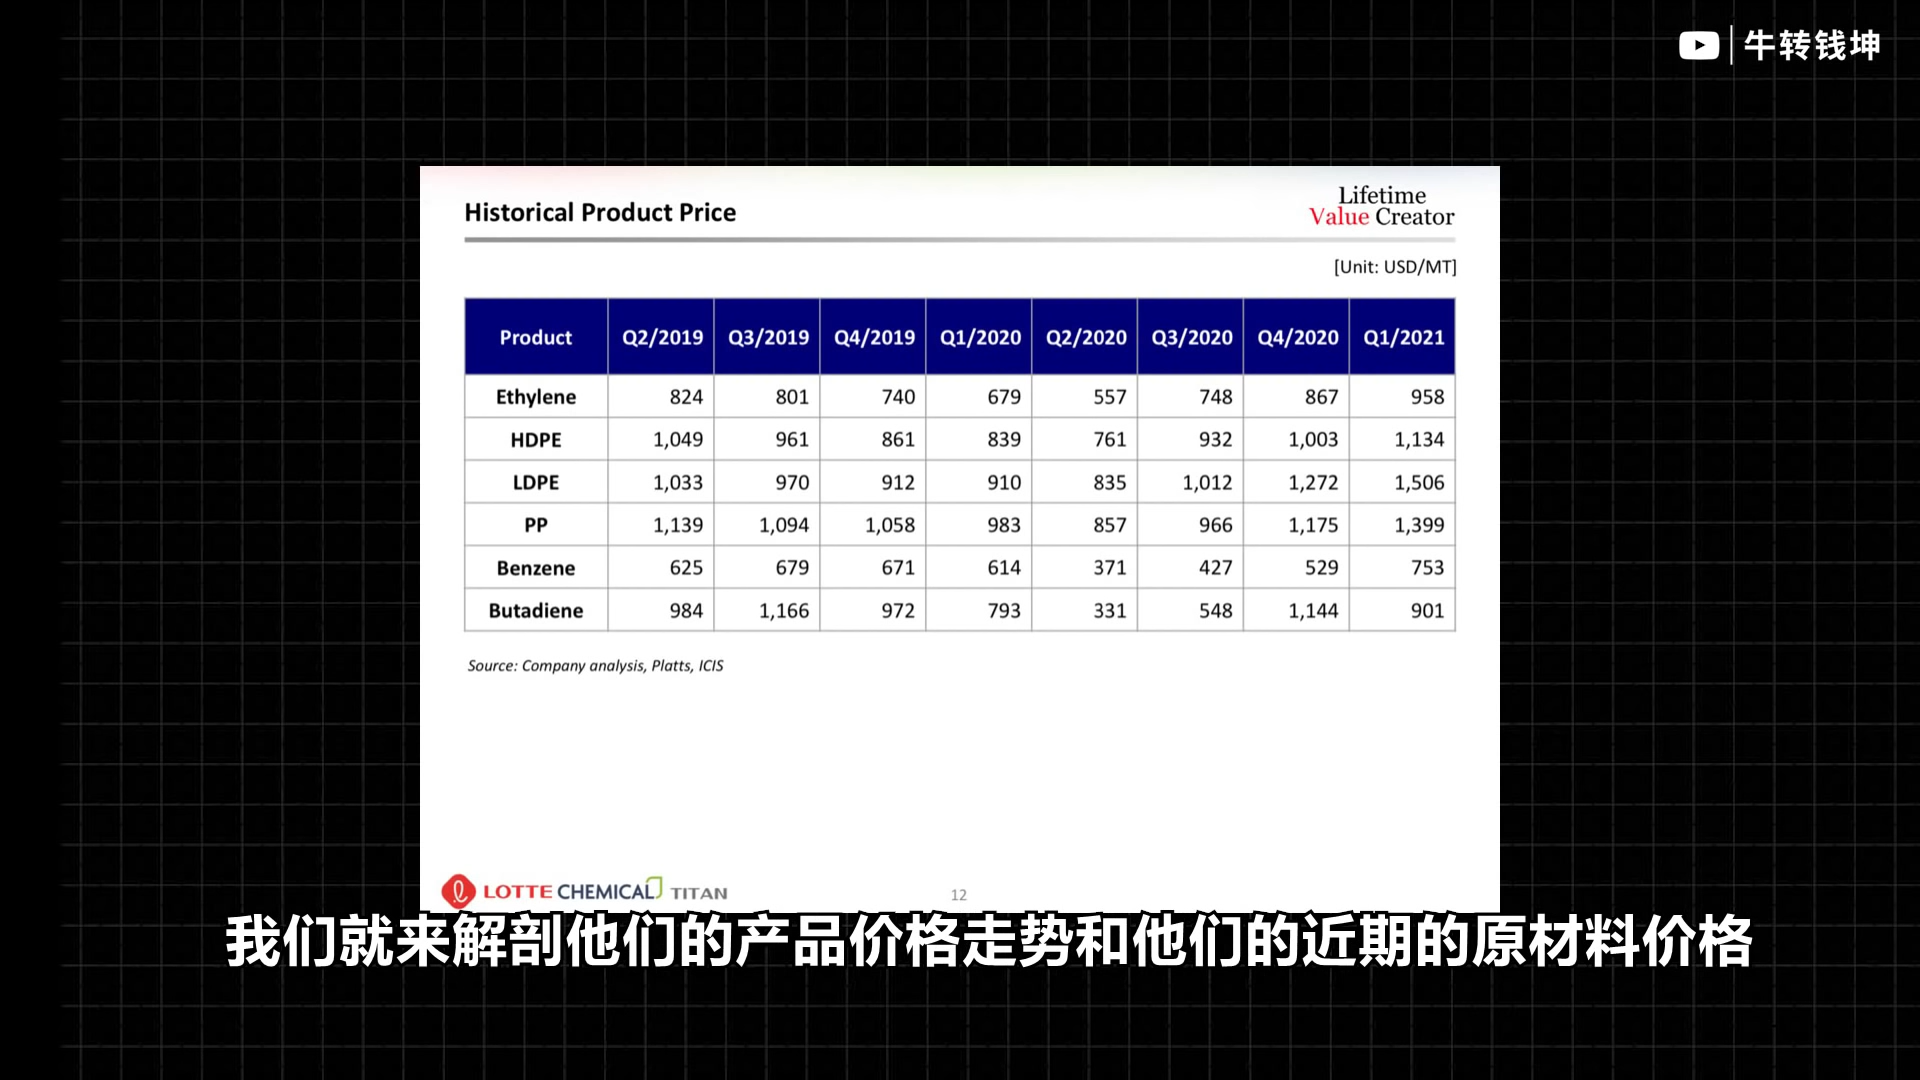 牛转钱坤
Historical Product Price
Lifetime
Value Creator
[Unit: USD/MT]
Product Q2/2019 Q3/2019 Q4/2019 Q1/2020 Q2/2020 Q3/2020 Q4/2020 Q1/2021
Ethylene 824 801 740 679 557 748 867 958
HDPE 1,049 961 861 839 761 932 1,003 1,134
LDPE 1,033 970 912 910 835 1,012 1,272 1,506
PP 1,139 1,094 1,058 983 857 966 1,175 1,399
Benzene 625 679 671 614 371 427 529 753
Butadiene 984 1,166 972 793 331 548 1,144 901
Source: Company analysis, Platts, ICIS
LOTTE CHEMICAL TITAN
12
我们就来解剖他们的产品价格走势和他们的近期的原材料价格